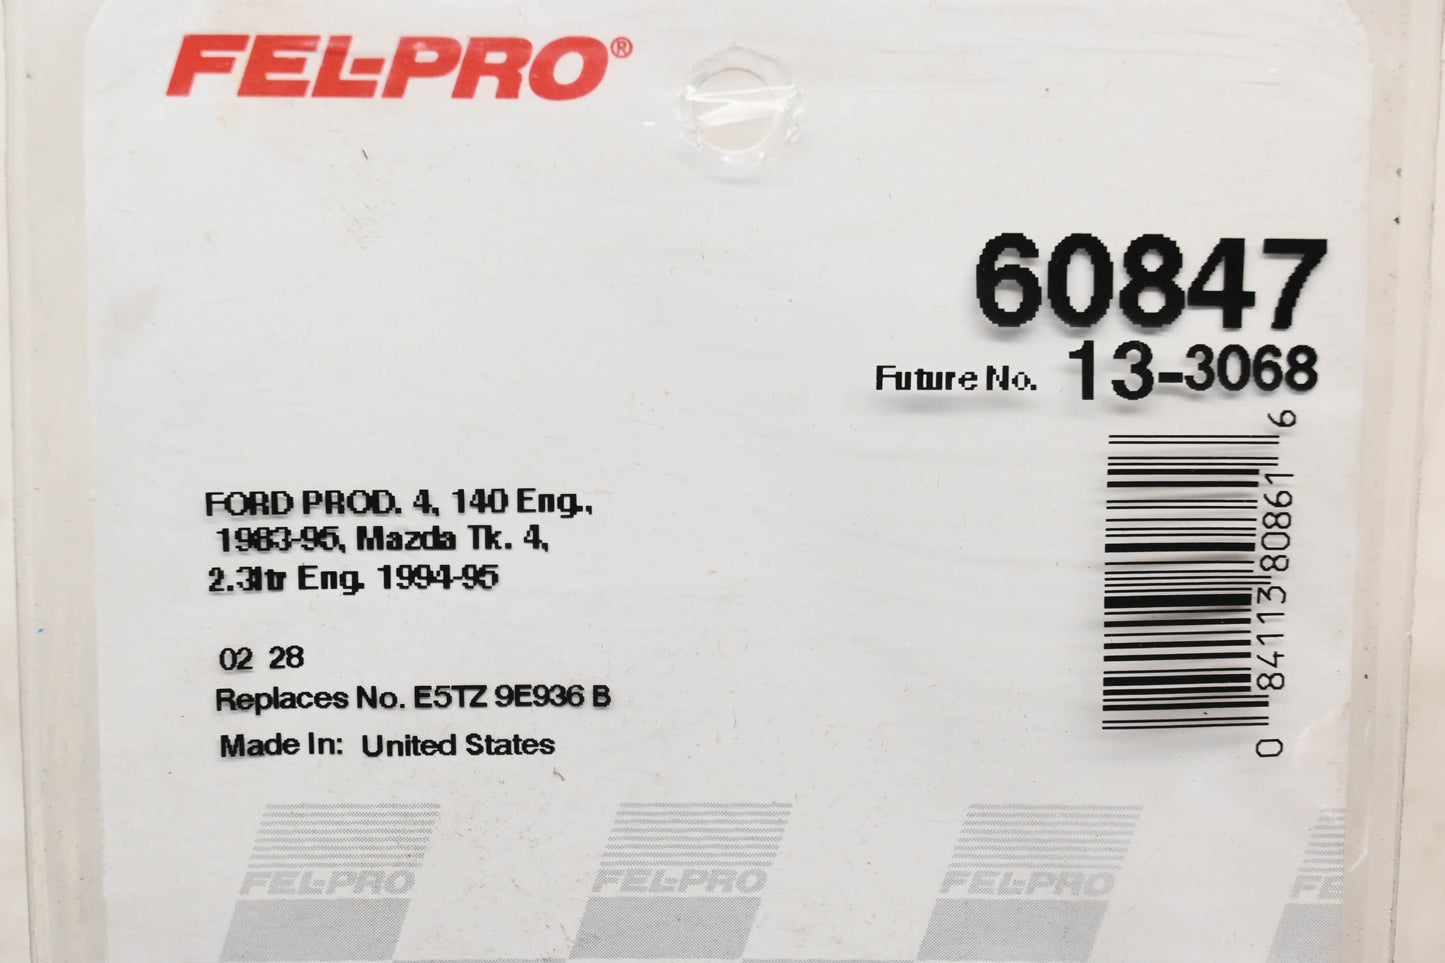 FEL-PRO®
60847
Future No. 13-3068
FORD PROD. 4, 140 Eng.,
1983-95, Mazda Tk. 4,
2.3ltr Eng. 1994-95
02 28
Replaces No. E5TZ 9E936 B
Made In: United States
0 84113 80861 6
FEL-PRO FEL-PRO FEL-PRO FE